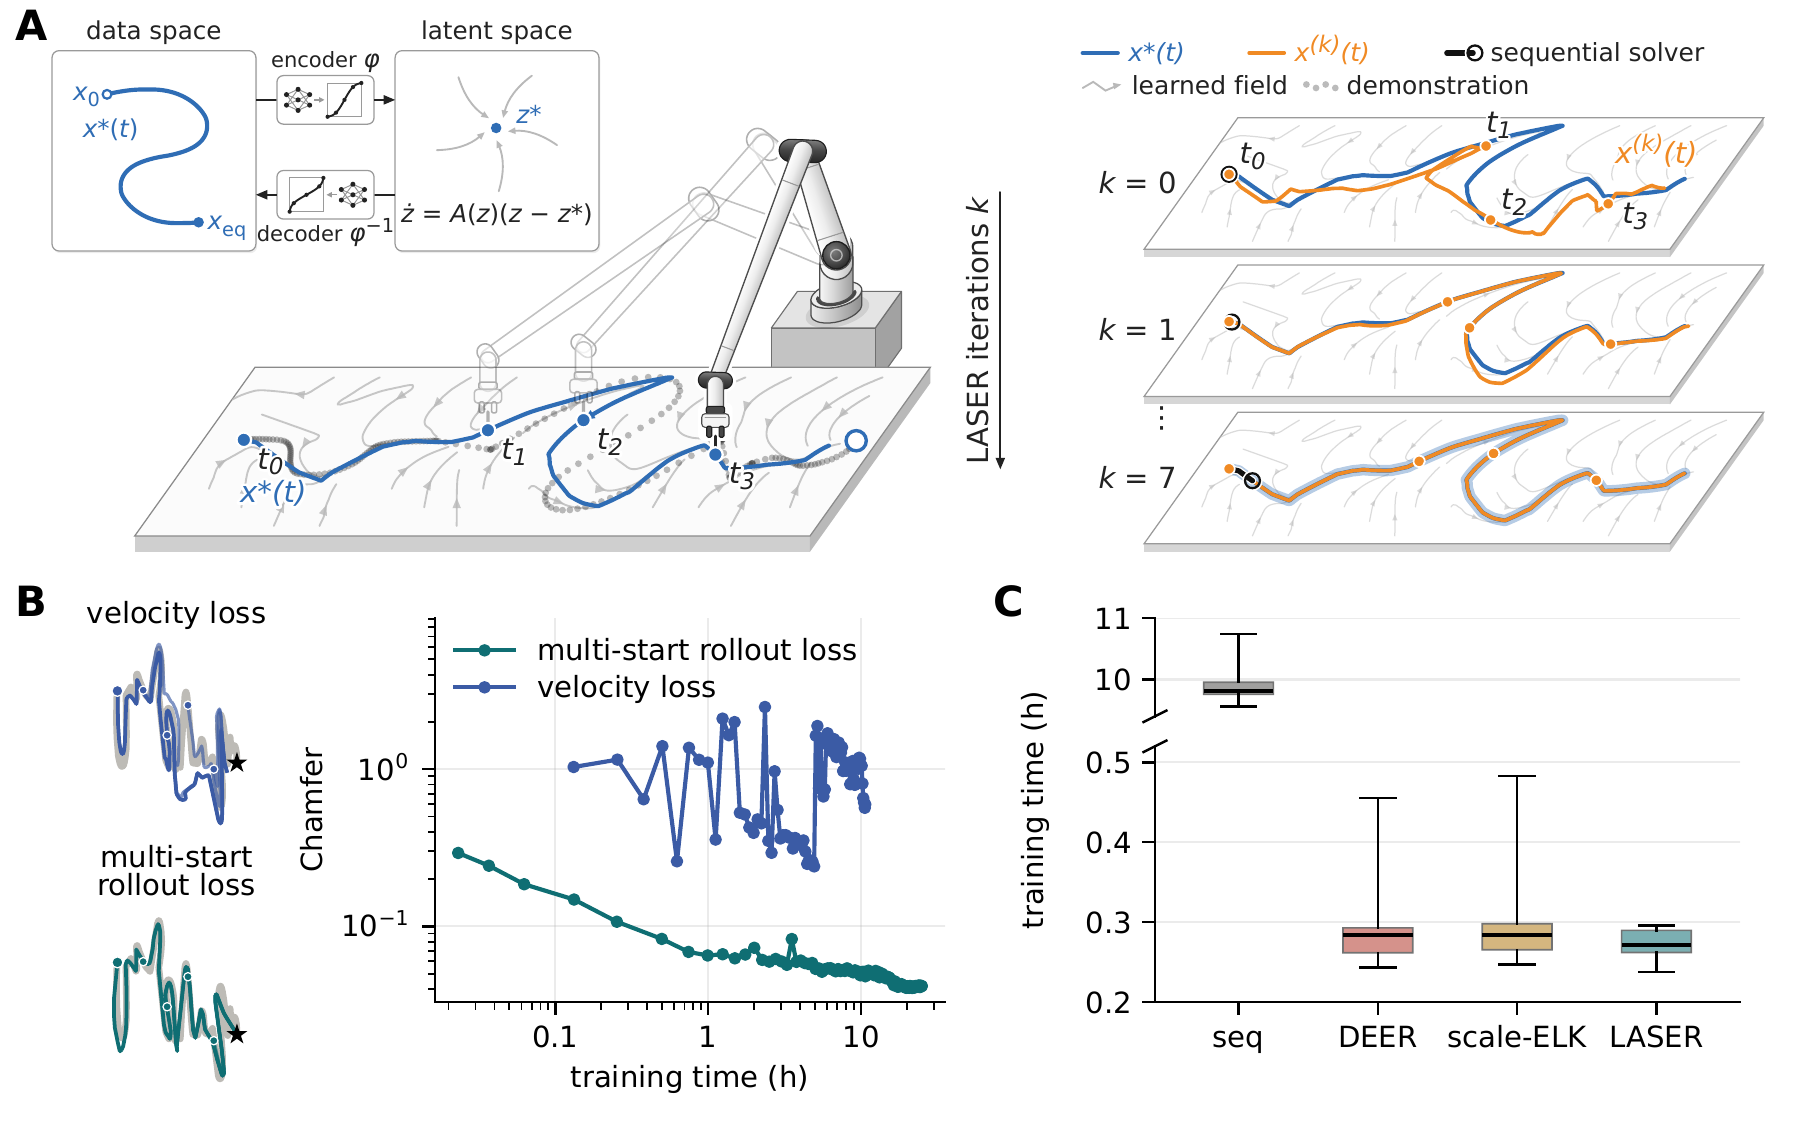 A
data space
latent space
encoder φ
x0
x*(t)
xeq
z*
decoder φ−1
ż = A(z)(z − z*)
t0
t1
t2
t3
x*(t)
x*(t)
x(k)(t)
sequential solver
learned field
demonstration
LASER iterations k
k = 0
t0
t1
t2
t3
x(k)(t)
k = 1
⋮
k = 7
B
velocity loss
multi-start
rollout loss
multi-start rollout loss
velocity loss
Chamfer
10^0
10^−1
0.1
1
10
training time (h)
C
training time (h)
11
10
0.5
0.4
0.3
0.2
seq
DEER
scale-ELK
LASER